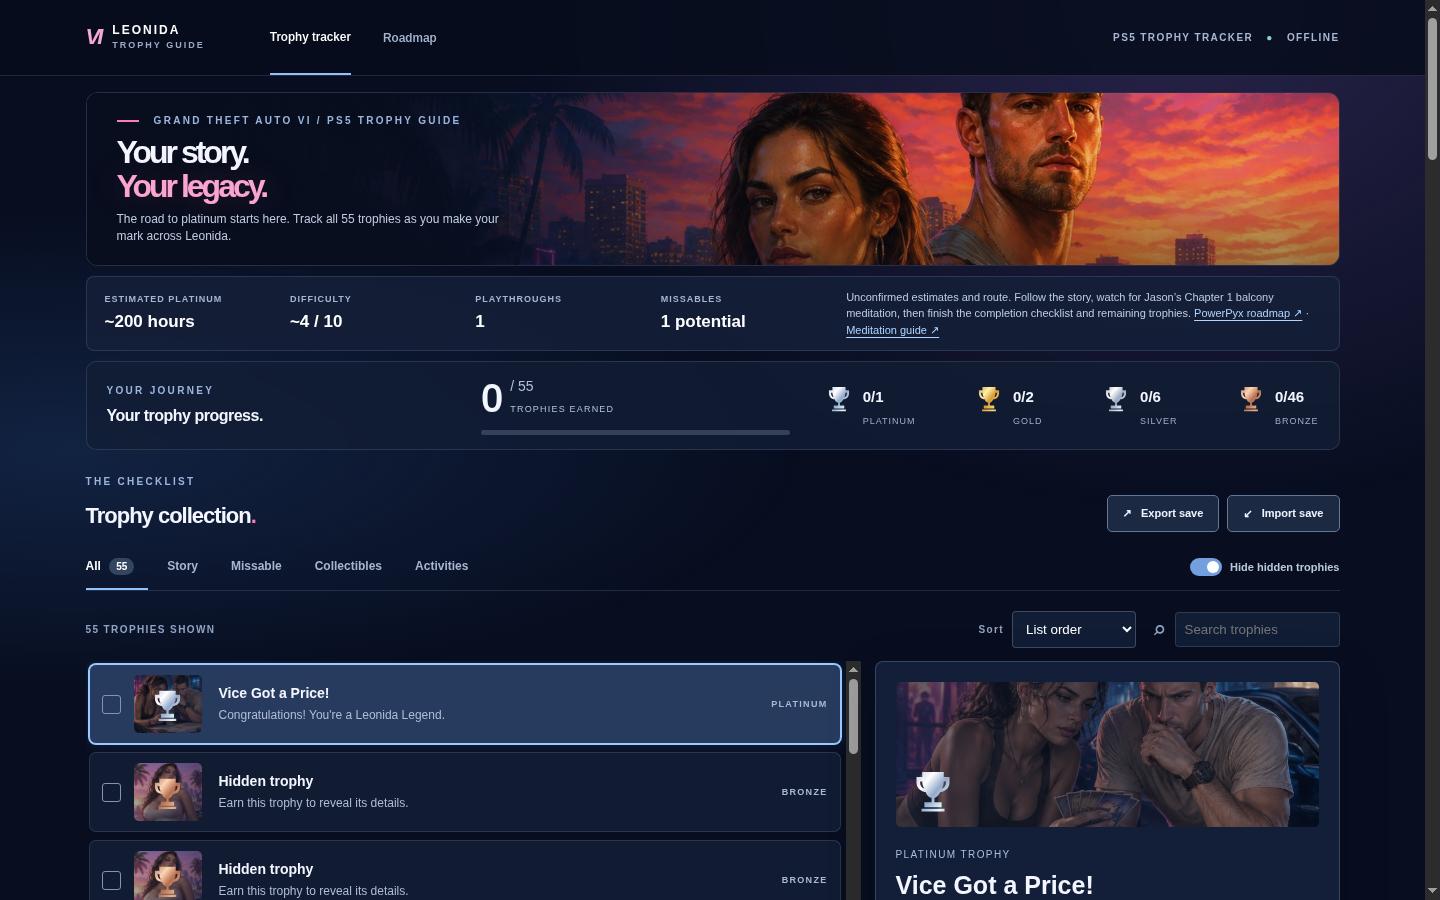 VI LEONIDA
TROPHY GUIDE
Trophy tracker
Roadmap
PS5 TROPHY TRACKER • OFFLINE
GRAND THEFT AUTO VI / PS5 TROPHY GUIDE
Your story.
Your legacy.
The road to platinum starts here. Track all 55 trophies as you make your
mark across Leonida.
ESTIMATED PLATINUM
~200 hours
DIFFICULTY
~4 / 10
PLAYTHROUGHS
1
MISSABLES
1 potential
Unconfirmed estimates and route. Follow the story, watch for Jason's Chapter 1 balcony
meditation, then finish the completion checklist and remaining trophies. PowerPyx roadmap ↗ ·
Meditation guide ↗
YOUR JOURNEY
Your trophy progress.
0 / 55
TROPHIES EARNED
0/1
PLATINUM
0/2
GOLD
0/6
SILVER
0/46
BRONZE
THE CHECKLIST
Trophy collection.
↗ Export save
↙ Import save
All 55
Story
Missable
Collectibles
Activities
Hide hidden trophies
55 TROPHIES SHOWN
Sort
List order
Search trophies
Vice Got a Price!
Congratulations! You're a Leonida Legend.
PLATINUM
Hidden trophy
Earn this trophy to reveal its details.
BRONZE
Hidden trophy
Earn this trophy to reveal its details.
BRONZE
PLATINUM TROPHY
Vice Got a Price!